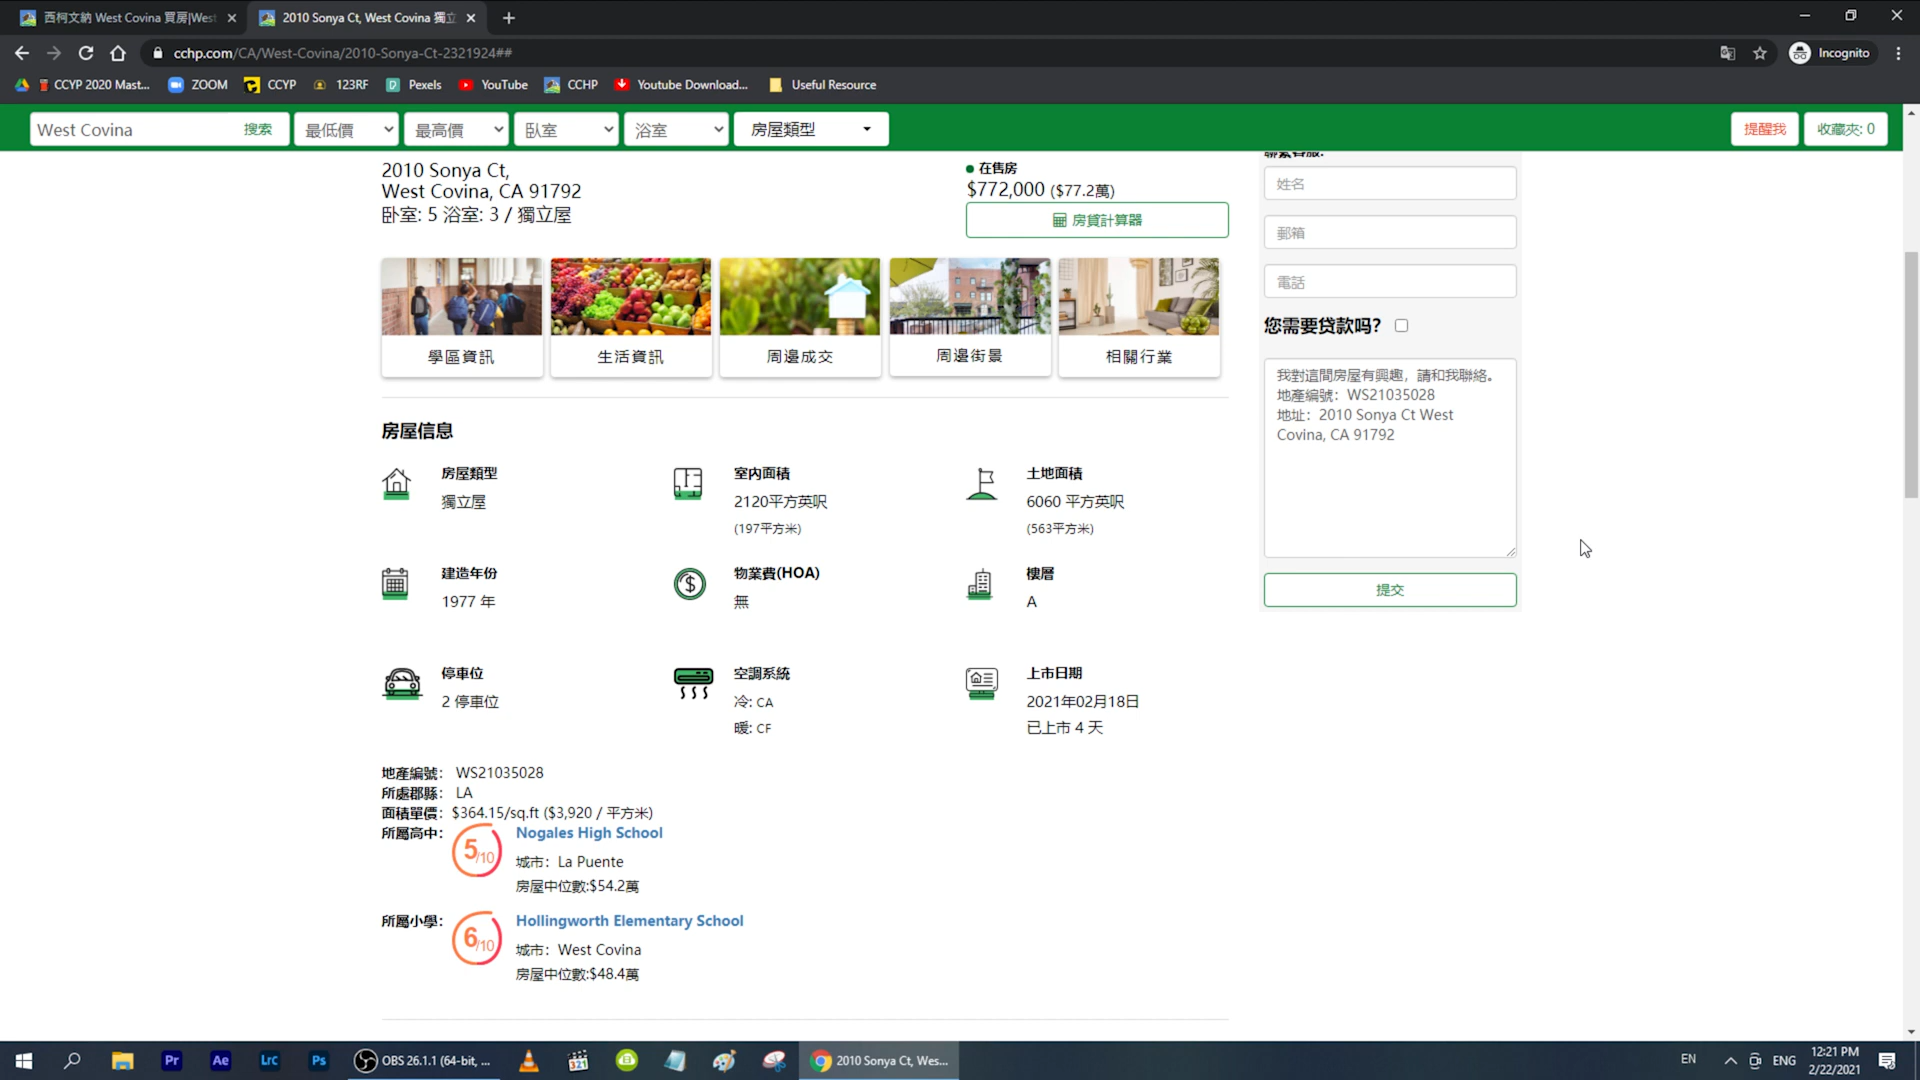 西柯文納 West Covina 買房|West
2010 Sonya Ct, West Covina 獨立
cchp.com/CA/West-Covina/2010-Sonya-Ct-2321924##
Incognito
CCYP 2020 Mast...
ZOOM
CCYP
123RF
Pexels
YouTube
CCHP
Youtube Download...
Useful Resource
West Covina
搜索
最低價
最高價
臥室
浴室
房屋類型
提醒我
收藏夾: 0
2010 Sonya Ct,
West Covina, CA 91792
卧室: 5 浴室: 3 / 獨立屋
在售房
$772,000 ($77.2萬)
房貸計算器
學區資訊
生活資訊
周邊成交
周邊街景
相關行業
房屋信息
房屋類型
獨立屋
室內面積
2120平方英呎
(197平方米)
土地面積
6060 平方英呎
(563平方米)
建造年份
1977 年
物業費(HOA)
無
樓層
A
停車位
2 停車位
空調系統
冷: CA
暖: CF
上市日期
2021年02月18日
已上市 4 天
地產編號: WS21035028
所處郡縣: LA
面積單價: $364.15/sq.ft ($3,920 / 平方米)
所屬高中:
5/10
Nogales High School
城市: La Puente
房屋中位數:$54.2萬
所屬小學:
6/10
Hollingworth Elementary School
城市: West Covina
房屋中位數:$48.4萬
聯繫客服:
姓名
郵箱
電話
您需要贷款吗?
我對這間房屋有興趣，請和我聯絡。
地產編號: WS21035028
地址: 2010 Sonya Ct West
Covina, CA 91792
提交
Pr
Ae
Lrc
Ps
OBS 26.1.1 (64-bit, ...
321
2010 Sonya Ct, Wes...
EN
ENG
12:21 PM
2/22/2021